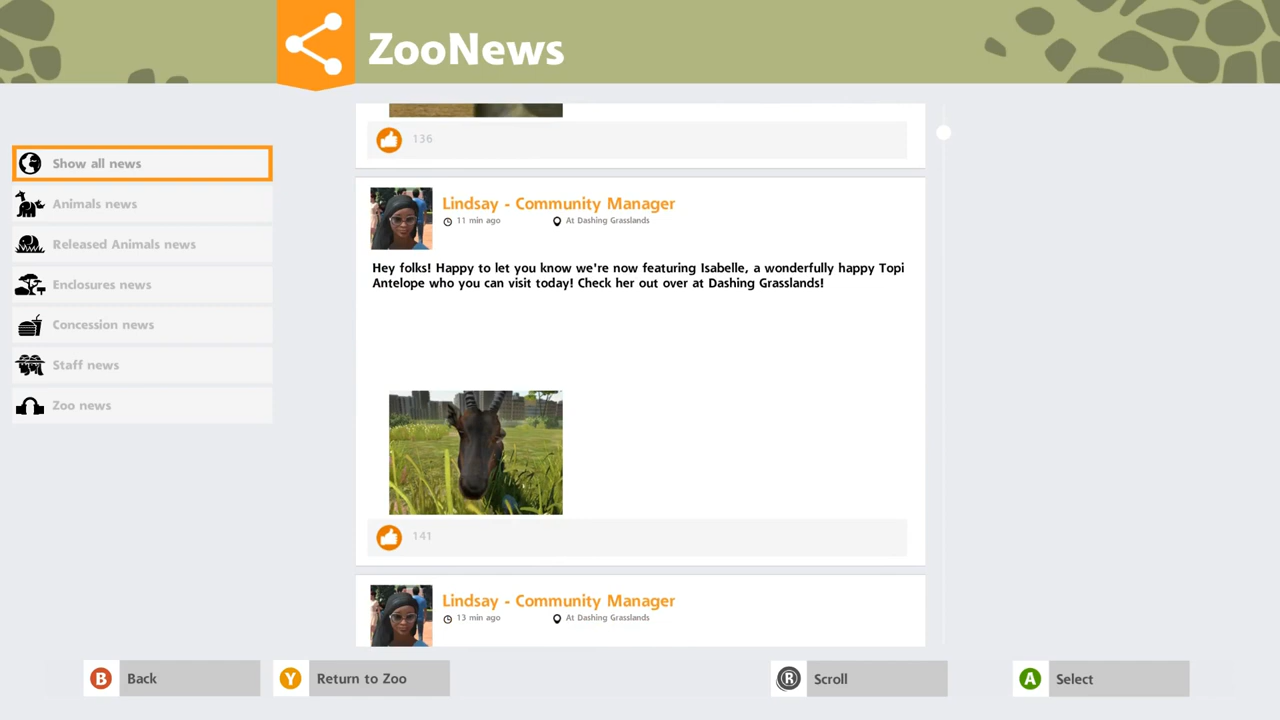 ZooNews
Show all news
Animals news
Released Animals news
Enclosures news
Concession news
Staff news
Zoo news
136
Lindsay - Community Manager
11 min ago
At Dashing Grasslands
Hey folks! Happy to let you know we're now featuring Isabelle, a wonderfully happy Topi
Antelope who you can visit today! Check her out over at Dashing Grasslands!
141
Lindsay - Community Manager
13 min ago
At Dashing Grasslands
B Back
Y Return to Zoo
R Scroll
A Select